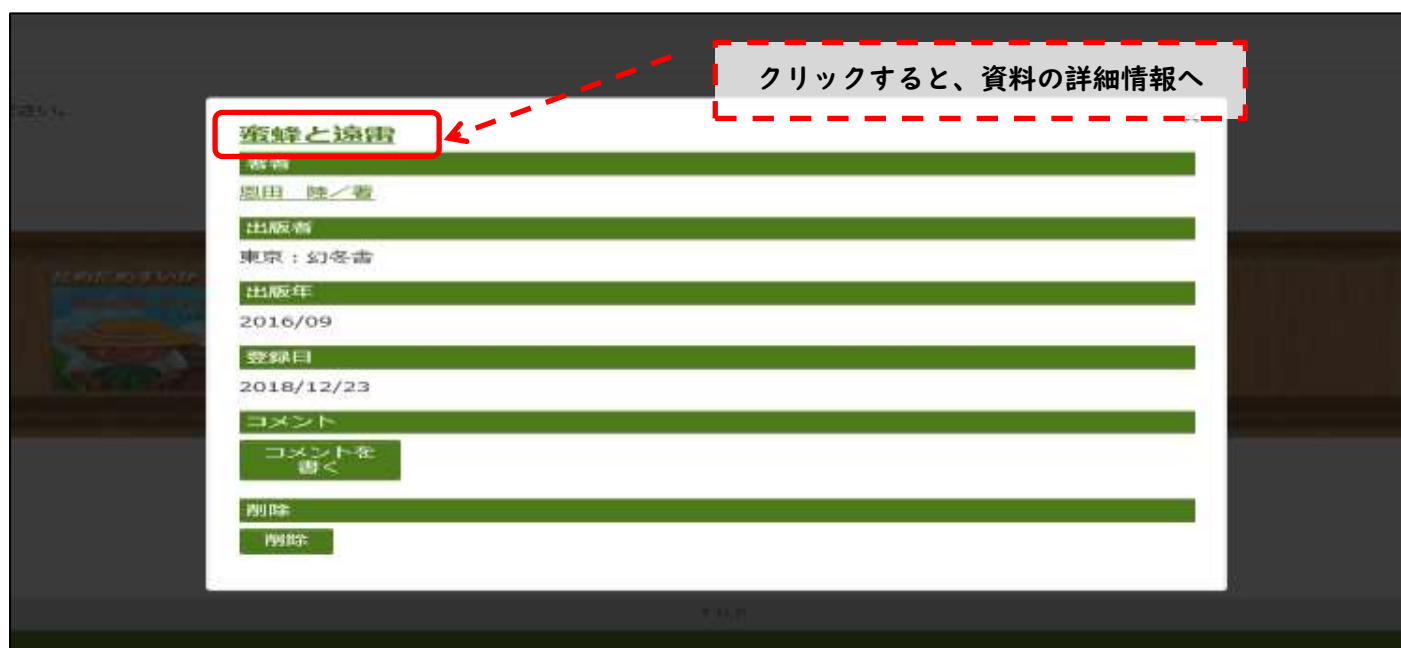 クリックすると、資料の詳細情報へ
蜜蜂と遠雷
著者
恩田 陸／著
出版者
東京：幻冬舎
出版年
2016/09
登録日
2018/12/23
コメント
コメントを
書く
削除
削除